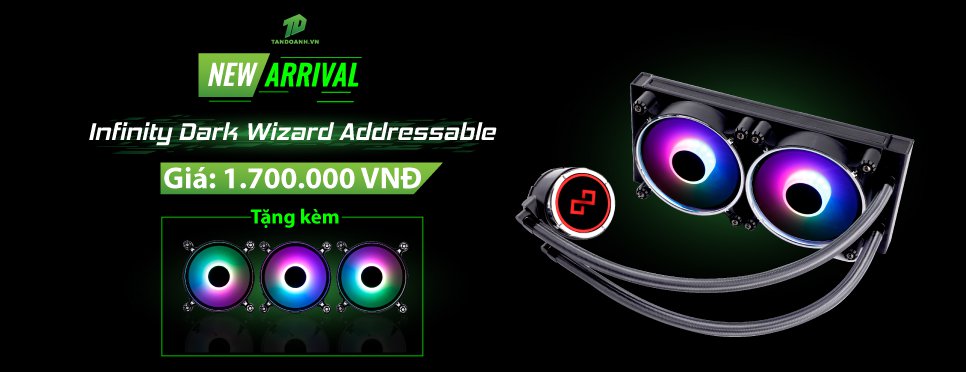 TANDOANH.VN
NEW ARRIVAL
Infinity Dark Wizard Addressable
Giá: 1.700.000 VNĐ
Tặng kèm